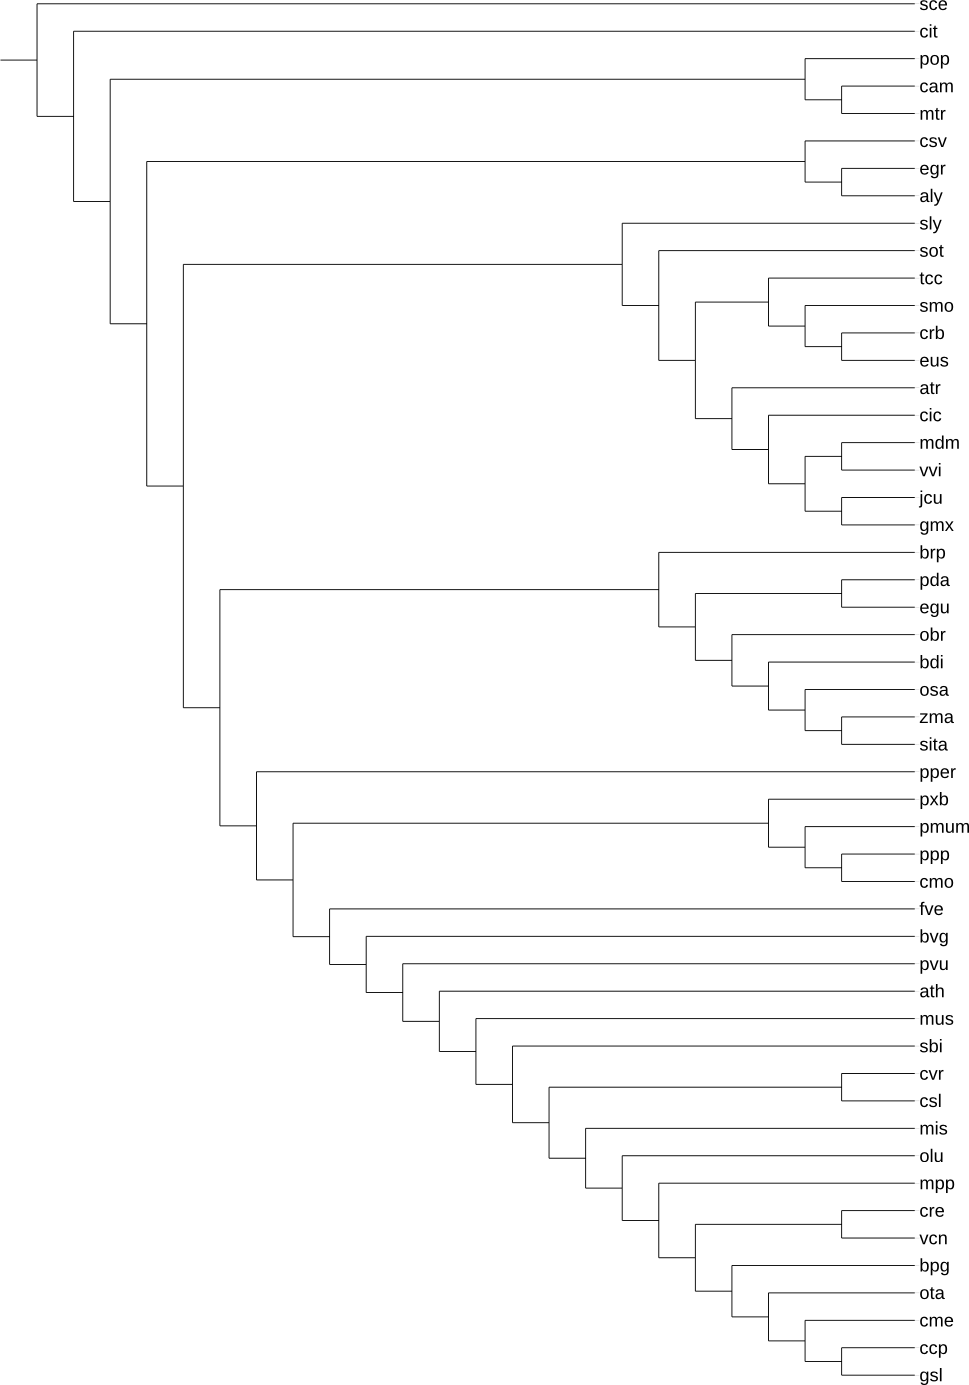 sce
cit
pop
cam
mtr
csv
egr
aly
sly
sot
tcc
smo
crb
eus
atr
cic
mdm
vvi
jcu
gmx
brp
pda
egu
obr
bdi
osa
zma
sita
pper
pxb
pmum
ppp
cmo
fve
bvg
pvu
ath
mus
sbi
cvr
csl
mis
olu
mpp
cre
vcn
bpg
ota
cme
ccp
gsl